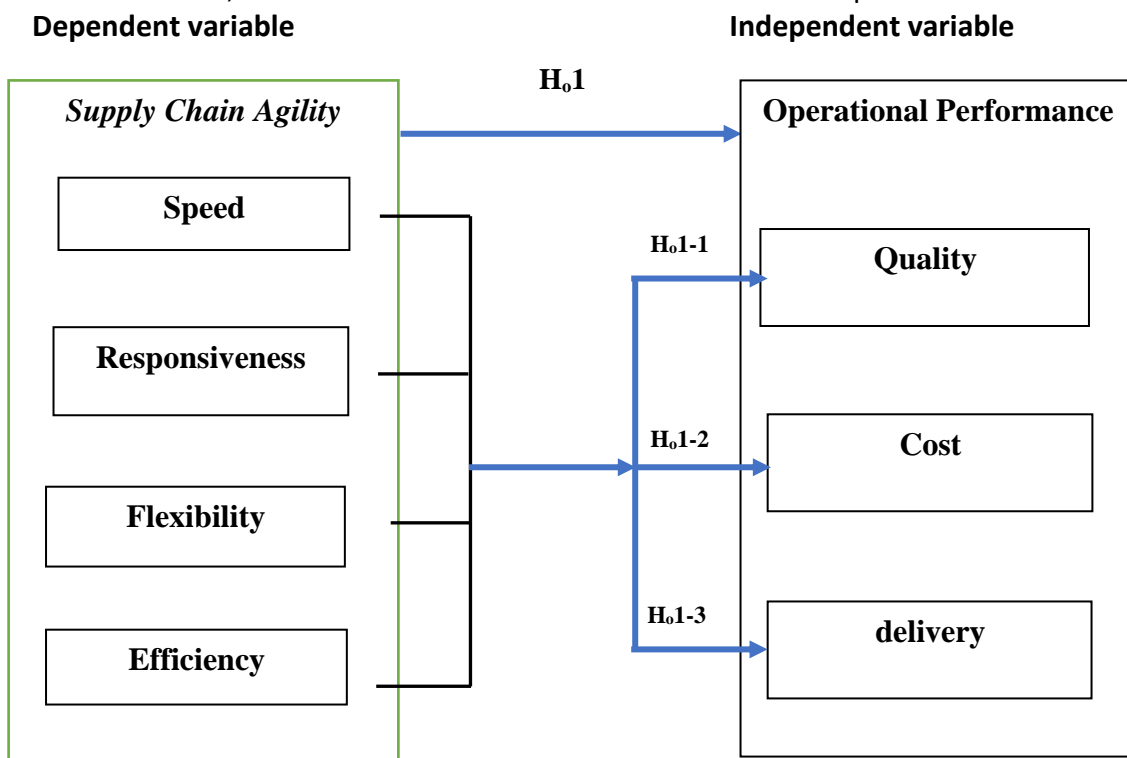 Dependent variable
Independent variable
Hₒ1
Supply Chain Agility
Operational Performance
Speed
Hₒ1-1
Quality
Responsiveness
Hₒ1-2
Cost
Flexibility
Hₒ1-3
delivery
Efficiency